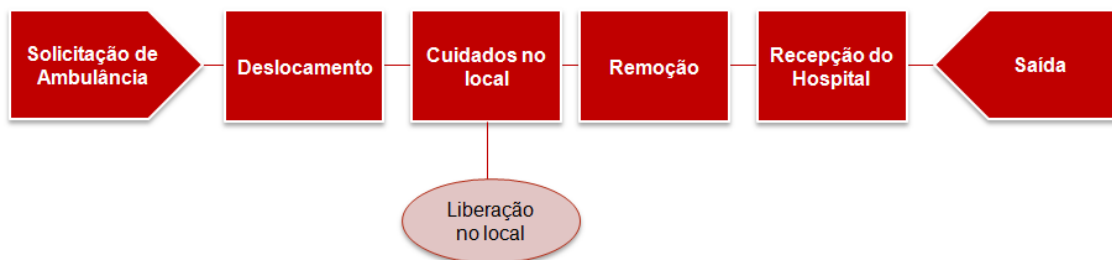 Solicitação de
Ambulância
Deslocamento
Cuidados no
local
Remoção
Recepção do
Hospital
Saída
Liberação
no local